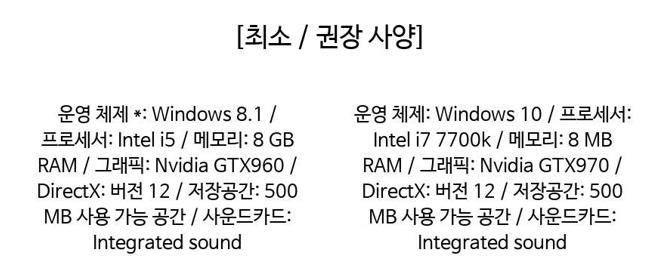 [최소 / 권장 사양]
운영 체제 *: Windows 8.1 /
프로세서: Intel i5 / 메모리: 8 GB
RAM / 그래픽: Nvidia GTX960 /
DirectX: 버전 12 / 저장공간: 500
MB 사용 가능 공간 / 사운드카드:
Integrated sound
운영 체제: Windows 10 / 프로세서:
Intel i7 7700k / 메모리: 8 MB
RAM / 그래픽: Nvidia GTX970 /
DirectX: 버전 12 / 저장공간: 500
MB 사용 가능 공간 / 사운드카드:
Integrated sound